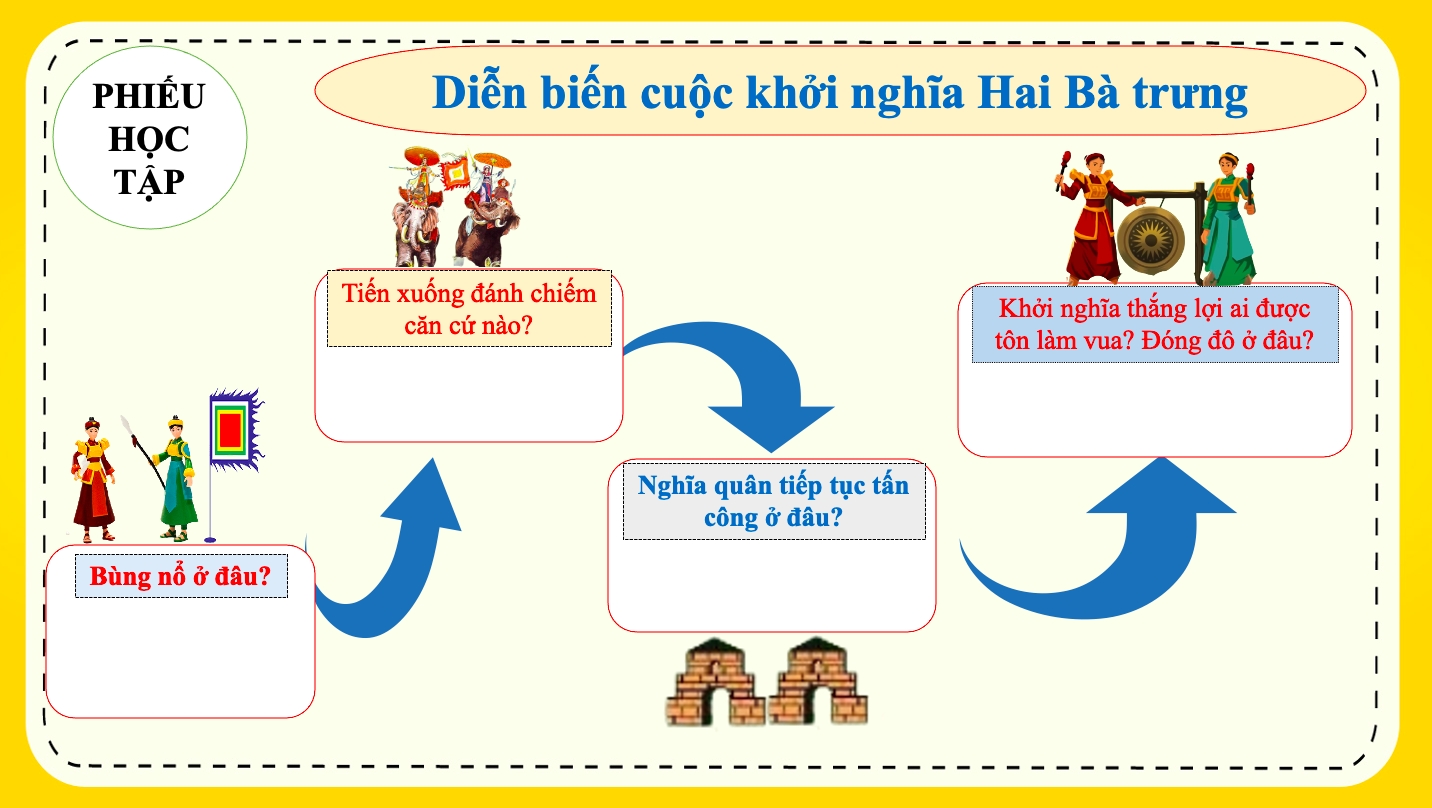 PHIẾU
HỌC
TẬP
Diễn biến cuộc khởi nghĩa Hai Bà trưng
Bùng nổ ở đâu?
Tiến xuống đánh chiếm
căn cứ nào?
Nghĩa quân tiếp tục tấn
công ở đâu?
Khởi nghĩa thắng lợi ai được
tôn làm vua? Đóng đô ở đâu?